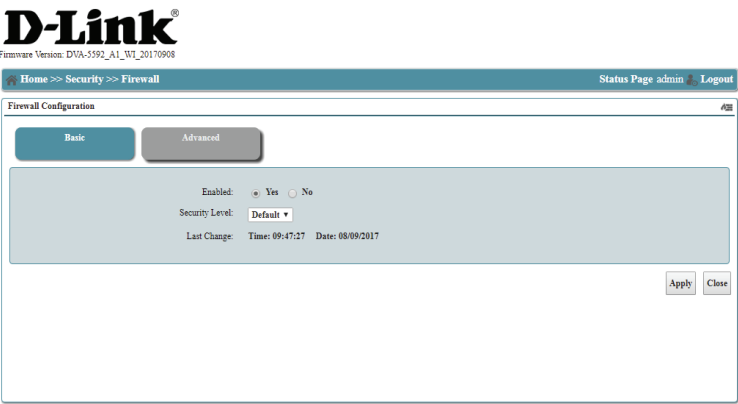 D-Link®
Firmware Version: DVA-5592_A1_WI_20170908
Home >> Security >> Firewall Status Page admin Logout
Firewall Configuration
Basic Advanced
Enabled: Yes No
Security Level: Default
Last Change: Time: 09:47:27 Date: 08/09/2017
Apply Close